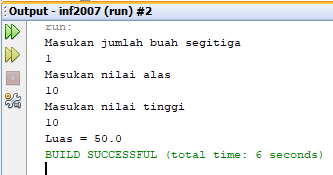 Output - inf2007 (run) #2
run:
Masukan jumlah buah segitiga
1
Masukan nilai alas
10
Masukan nilai tinggi
10
Luas = 50.0
BUILD SUCCESSFUL (total time: 6 seconds)